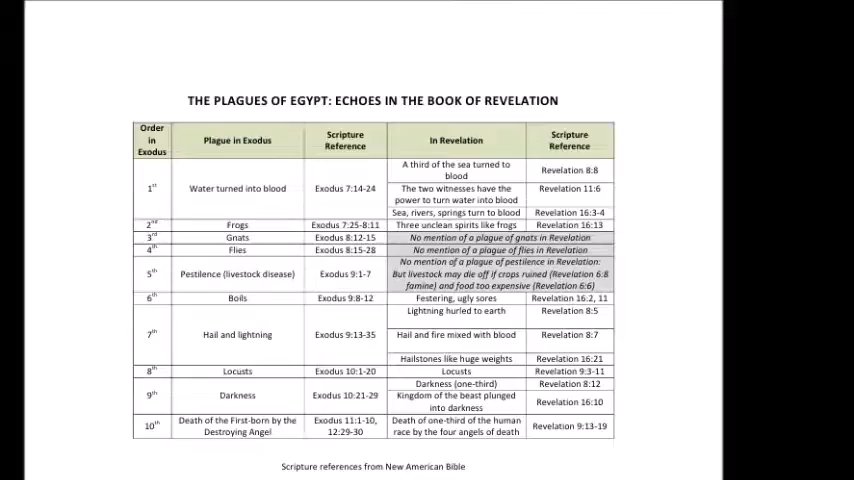 THE PLAGUES OF EGYPT: ECHOES IN THE BOOK OF REVELATION
Order in Exodus Plague in Exodus Scripture Reference In Revelation Scripture Reference
1st Water turned into blood Exodus 7:14-24 A third of the sea turned to blood Revelation 8:8
The two witnesses have the power to turn water into blood Revelation 11:6
Sea, rivers, springs turn to blood Revelation 16:3-4
2nd Frogs Exodus 7:25-8:11 Three unclean spirits like frogs Revelation 16:13
3rd Gnats Exodus 8:12-15 No mention of a plague of gnats in Revelation
4th Flies Exodus 8:15-28 No mention of a plague of flies in Revelation
5th Pestilence (livestock disease) Exodus 9:1-7 No mention of a plague of pestilence in Revelation:
But livestock may die off if crops ruined (Revelation 6:8
famine) and food too expensive (Revelation 6:6)
6th Boils Exodus 9:8-12 Festering, ugly sores Revelation 16:2, 11
7th Hail and lightning Exodus 9:13-35 Lightning hurled to earth Revelation 8:5
Hail and fire mixed with blood Revelation 8:7
Hailstones like huge weights Revelation 16:21
8th Locusts Exodus 10:1-20 Locusts Revelation 9:3-11
9th Darkness Exodus 10:21-29 Darkness (one-third) Revelation 8:12
Kingdom of the beast plunged into darkness Revelation 16:10
10th Death of the First-born by the Destroying Angel Exodus 11:1-10, 12:29-30 Death of one-third of the human race by the four angels of death Revelation 9:13-19
Scripture references from New American Bible